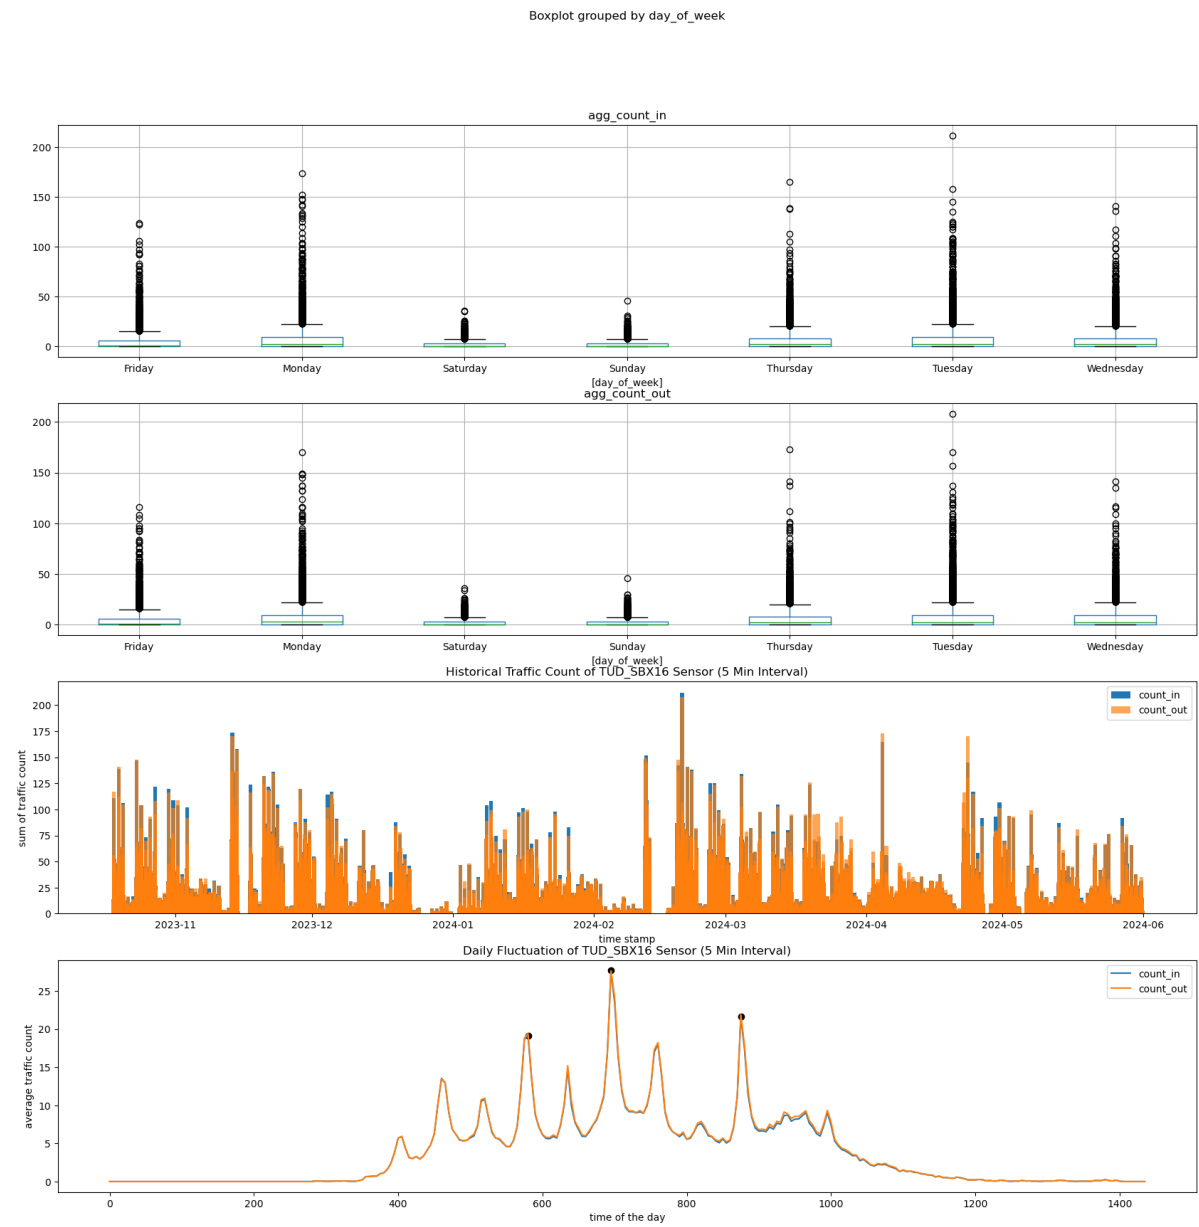 Boxplot grouped by day_of_week
agg_count_in
200
150
100
50
0
Friday Monday Saturday Sunday Thursday Tuesday Wednesday
[day_of_week]
agg_count_out
200
150
100
50
0
Friday Monday Saturday Sunday Thursday Tuesday Wednesday
[day_of_week]
Historical Traffic Count of TUD_SBX16 Sensor (5 Min Interval)
count_in
count_out
sum of traffic count
200
175
150
125
100
75
50
25
0
2023-11 2023-12 2024-01 2024-02 2024-03 2024-04 2024-05 2024-06
time stamp
Daily Fluctuation of TUD_SBX16 Sensor (5 Min Interval)
count_in
count_out
average traffic count
25
20
15
10
5
0
0 200 400 600 800 1000 1200 1400
time of the day